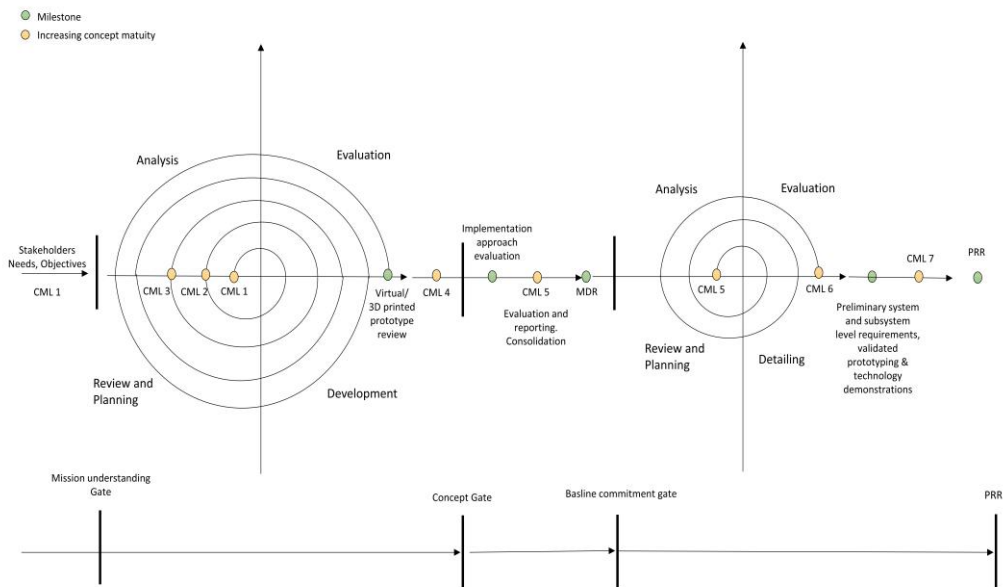 Milestone
Increasing concept matuity
Analysis
Evaluation
Stakeholders
Needs, Objectives
CML 1
CML 3
CML 2
CML 1
Virtual/
3D printed
prototype
review
Review and
Planning
Development
CML 4
Implementation
approach
evaluation
CML 5
MDR
Evaluation and
reporting.
Consolidation
Analysis
Evaluation
CML 5
CML 6
Review and
Planning
Detailing
Preliminary system
and subsystem
level requirements,
validated
prototyping &
technology
demonstrations
CML 7
PRR
Mission understanding
Gate
Concept Gate
Basline commitment gate
PRR